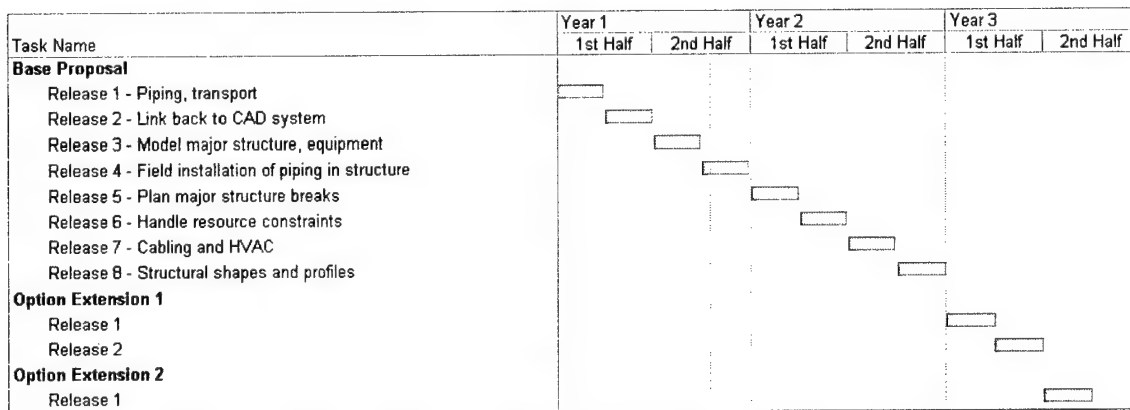 Year 1 Year 2 Year 3
Task Name 1st Half 2nd Half 1st Half 2nd Half 1st Half 2nd Half
Base Proposal
Release 1 - Piping, transport
Release 2 - Link back to CAD system
Release 3 - Model major structure, equipment
Release 4 - Field installation of piping in structure
Release 5 - Plan major structure breaks
Release 6 - Handle resource constraints
Release 7 - Cabling and HVAC
Release 8 - Structural shapes and profiles
Option Extension 1
Release 1
Release 2
Option Extension 2
Release 1